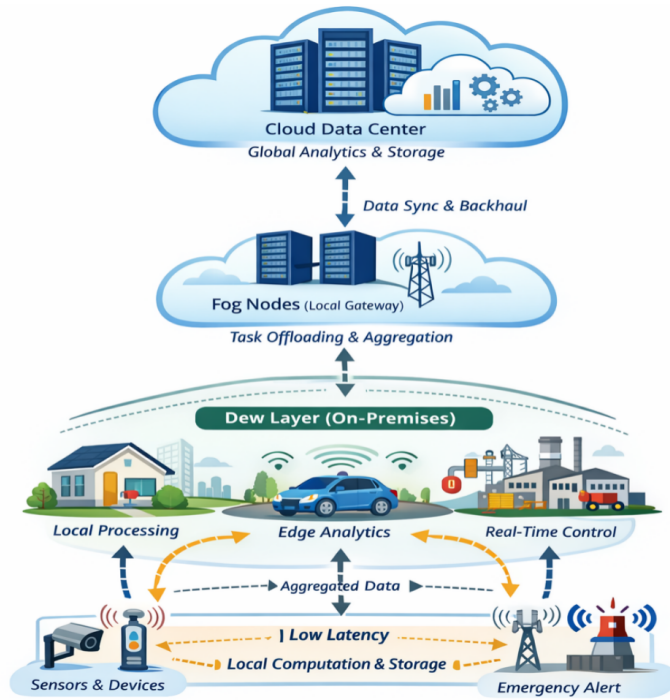 Cloud Data Center
Global Analytics & Storage
Data Sync & Backhaul
Fog Nodes (Local Gateway)
Task Offloading & Aggregation
Dew Layer (On-Premises)
Local Processing
Edge Analytics
Real-Time Control
Aggregated Data
Low Latency
Local Computation & Storage
Sensors & Devices
Emergency Alert